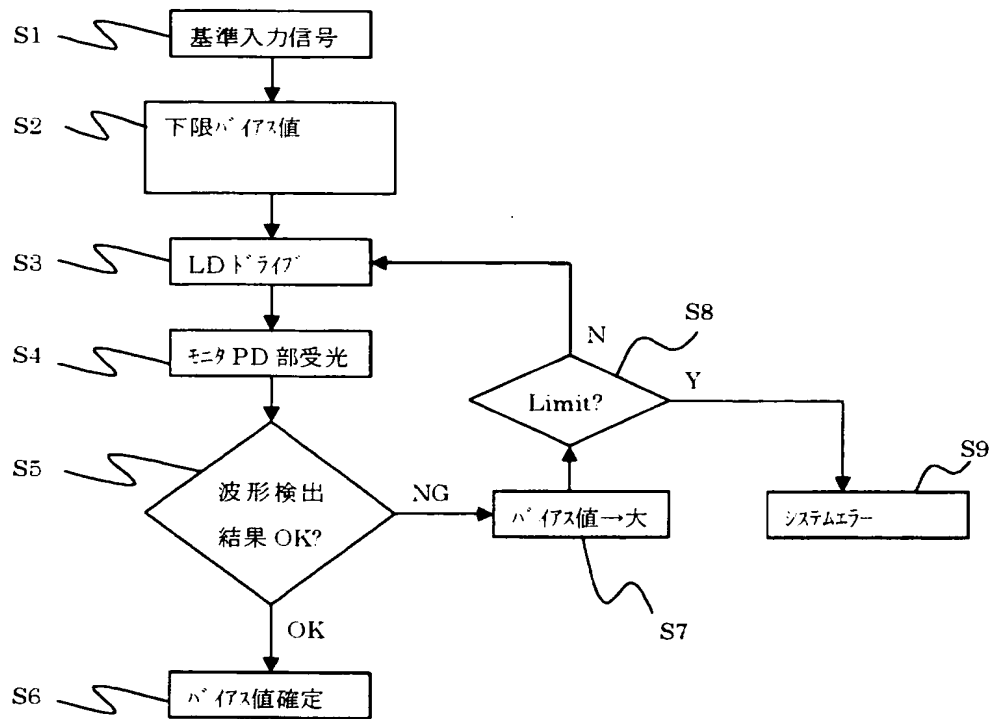 S1
基準入力信号
S2
下限ﾊﾞｲｱｽ値
S3
LDﾄﾞﾗｲﾌﾞ
S4
ﾓﾆﾀPD部受光
S5
波形検出
結果OK?
NG
OK
S6
ﾊﾞｲｱｽ値確定
ﾊﾞｲｱｽ値→大
S7
Limit?
N
S8
Y
S9
ｼｽﾃﾑｴﾗｰ